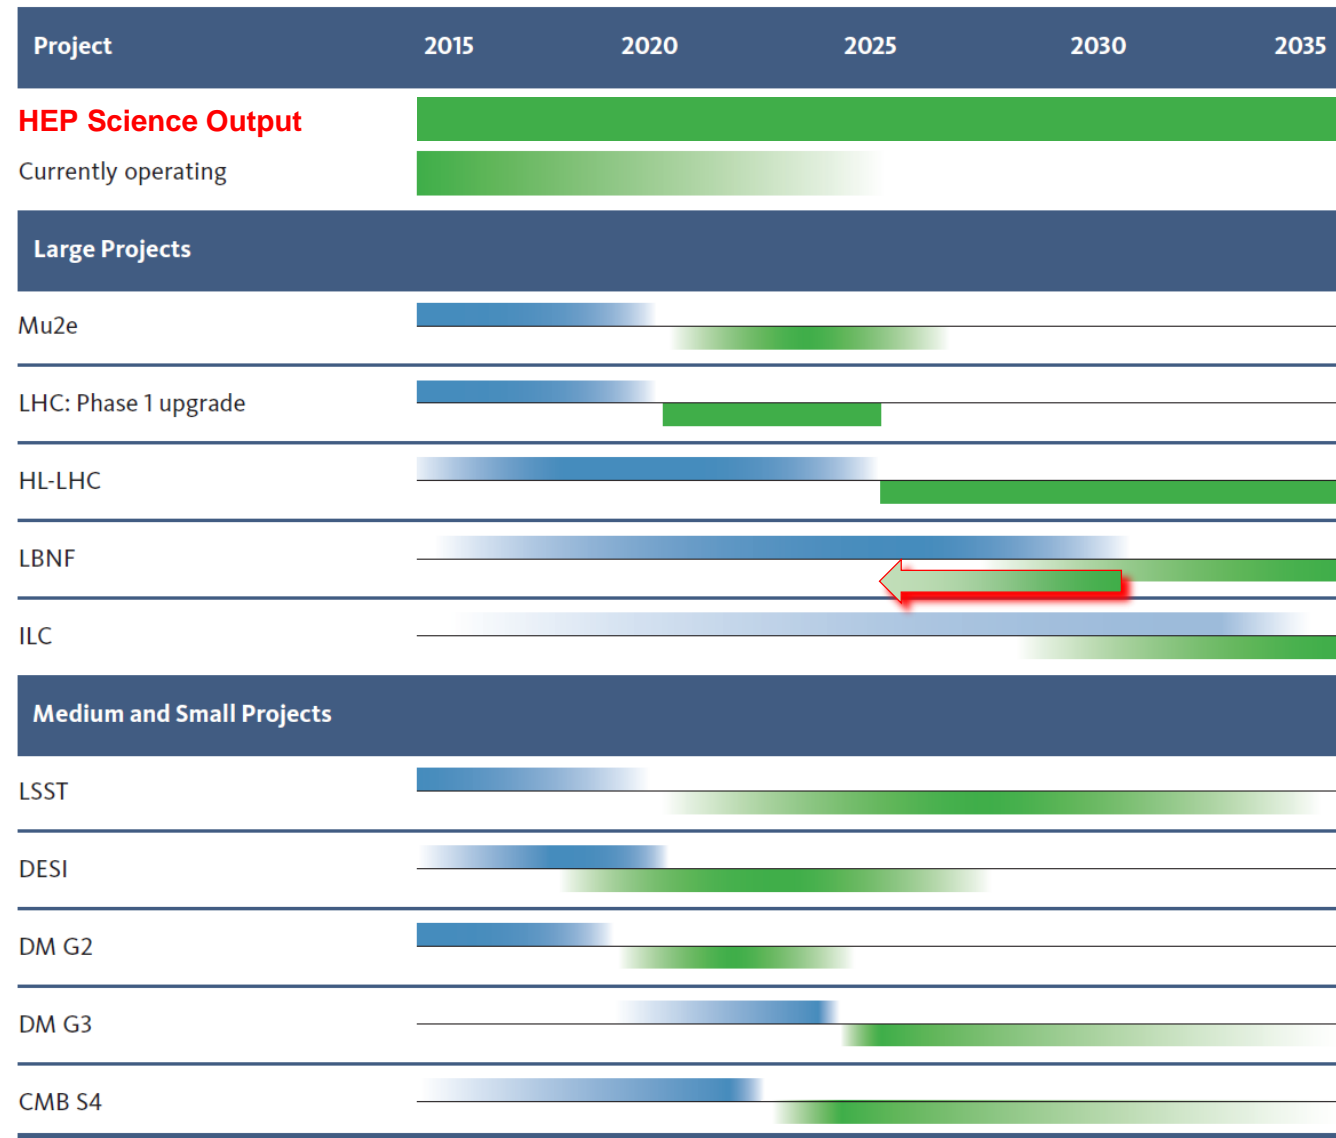 Project 2015 2020 2025 2030 2035
HEP Science Output
Currently operating
Large Projects
Mu2e
LHC: Phase 1 upgrade
HL-LHC
LBNF
ILC
Medium and Small Projects
LSST
DESI
DM G2
DM G3
CMB S4